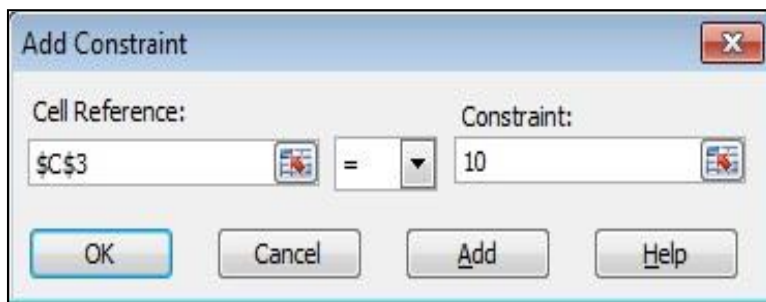 Add Constraint
Cell Reference:
Constraint:
$C$3
=
10
OK
Cancel
Add
Help